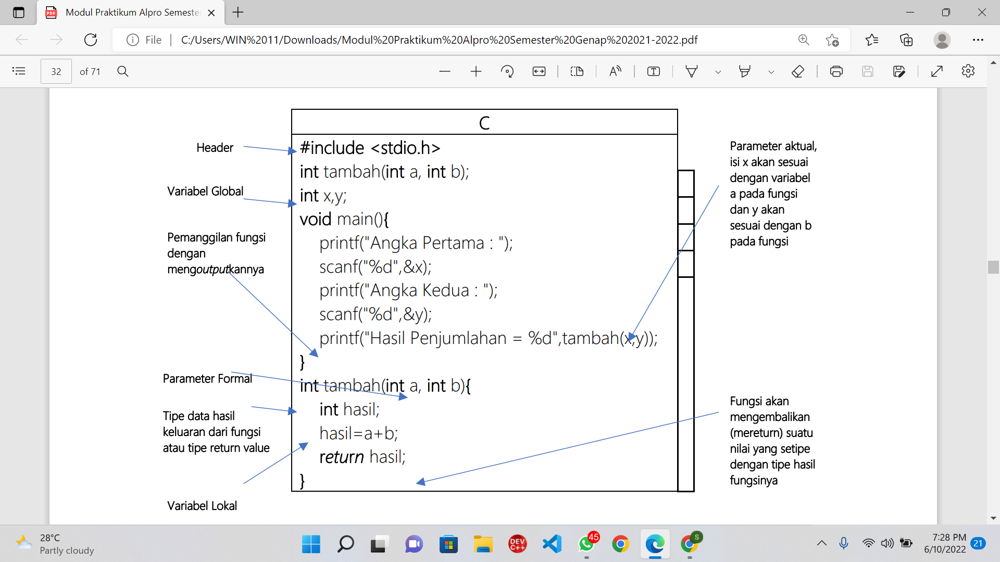 Modul Praktikum Alpro Semeste
File
C:/Users/WIN%2011/Downloads/Modul%20Praktikum%20Alpro%20Semester%20Genap%202021-2022.pdf
32 of 71
C
Header
#include <stdio.h>
int tambah(int a, int b);
Variabel Global
int x,y;
void main(){
Pemanggilan fungsi
dengan
mengoutputkannya
printf("Angka Pertama : ");
scanf("%d",&x);
printf("Angka Kedua : ");
scanf("%d",&y);
printf("Hasil Penjumlahan = %d",tambah(x,y));
}
Parameter aktual,
isi x akan sesuai
dengan variabel
a pada fungsi
dan y akan
sesuai dengan b
pada fungsi
Parameter Formal
int tambah(int a, int b){
int hasil;
hasil=a+b;
return hasil;
}
Tipe data hasil
keluaran dari fungsi
atau tipe return value
Variabel Lokal
Fungsi akan
mengembalikan
(mereturn) suatu
nilai yang setipe
dengan tipe hasil
fungsinya
28°C
Partly cloudy
DEV
C++
45
S
7:28 PM
6/10/2022
21